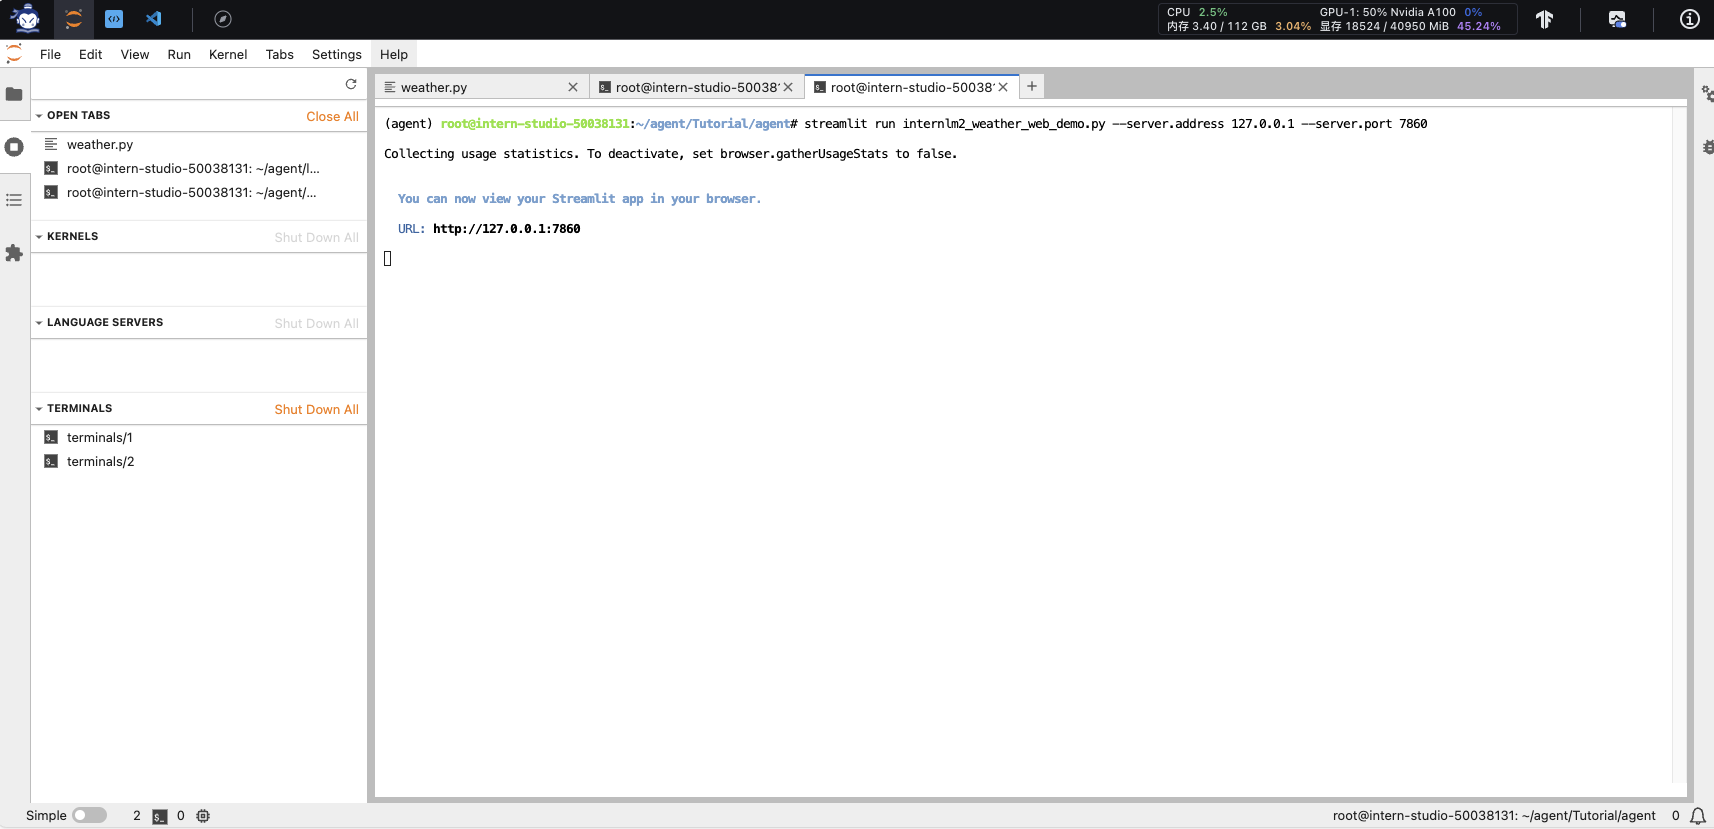 CPU 2.5% GPU-1: 50% Nvidia A100 0%
内存 3.40 / 112 GB 3.04% 显存 18524 / 40950 MiB 45.24%
File Edit View Run Kernel Tabs Settings Help
weather.py root@intern-studio-50038 root@intern-studio-50038
OPEN TABS Close All
weather.py
root@intern-studio-50038131: ~/agent/l...
root@intern-studio-50038131: ~/agent/...
KERNELS Shut Down All
LANGUAGE SERVERS Shut Down All
TERMINALS Shut Down All
terminals/1
terminals/2
(agent) root@intern-studio-50038131:~/agent/Tutorial/agent# streamlit run internlm2_weather_web_demo.py --server.address 127.0.0.1 --server.port 7860
Collecting usage statistics. To deactivate, set browser.gatherUsageStats to false.
You can now view your Streamlit app in your browser.
URL: http://127.0.0.1:7860
Simple 2 $_ 0 root@intern-studio-50038131: ~/agent/Tutorial/agent 0